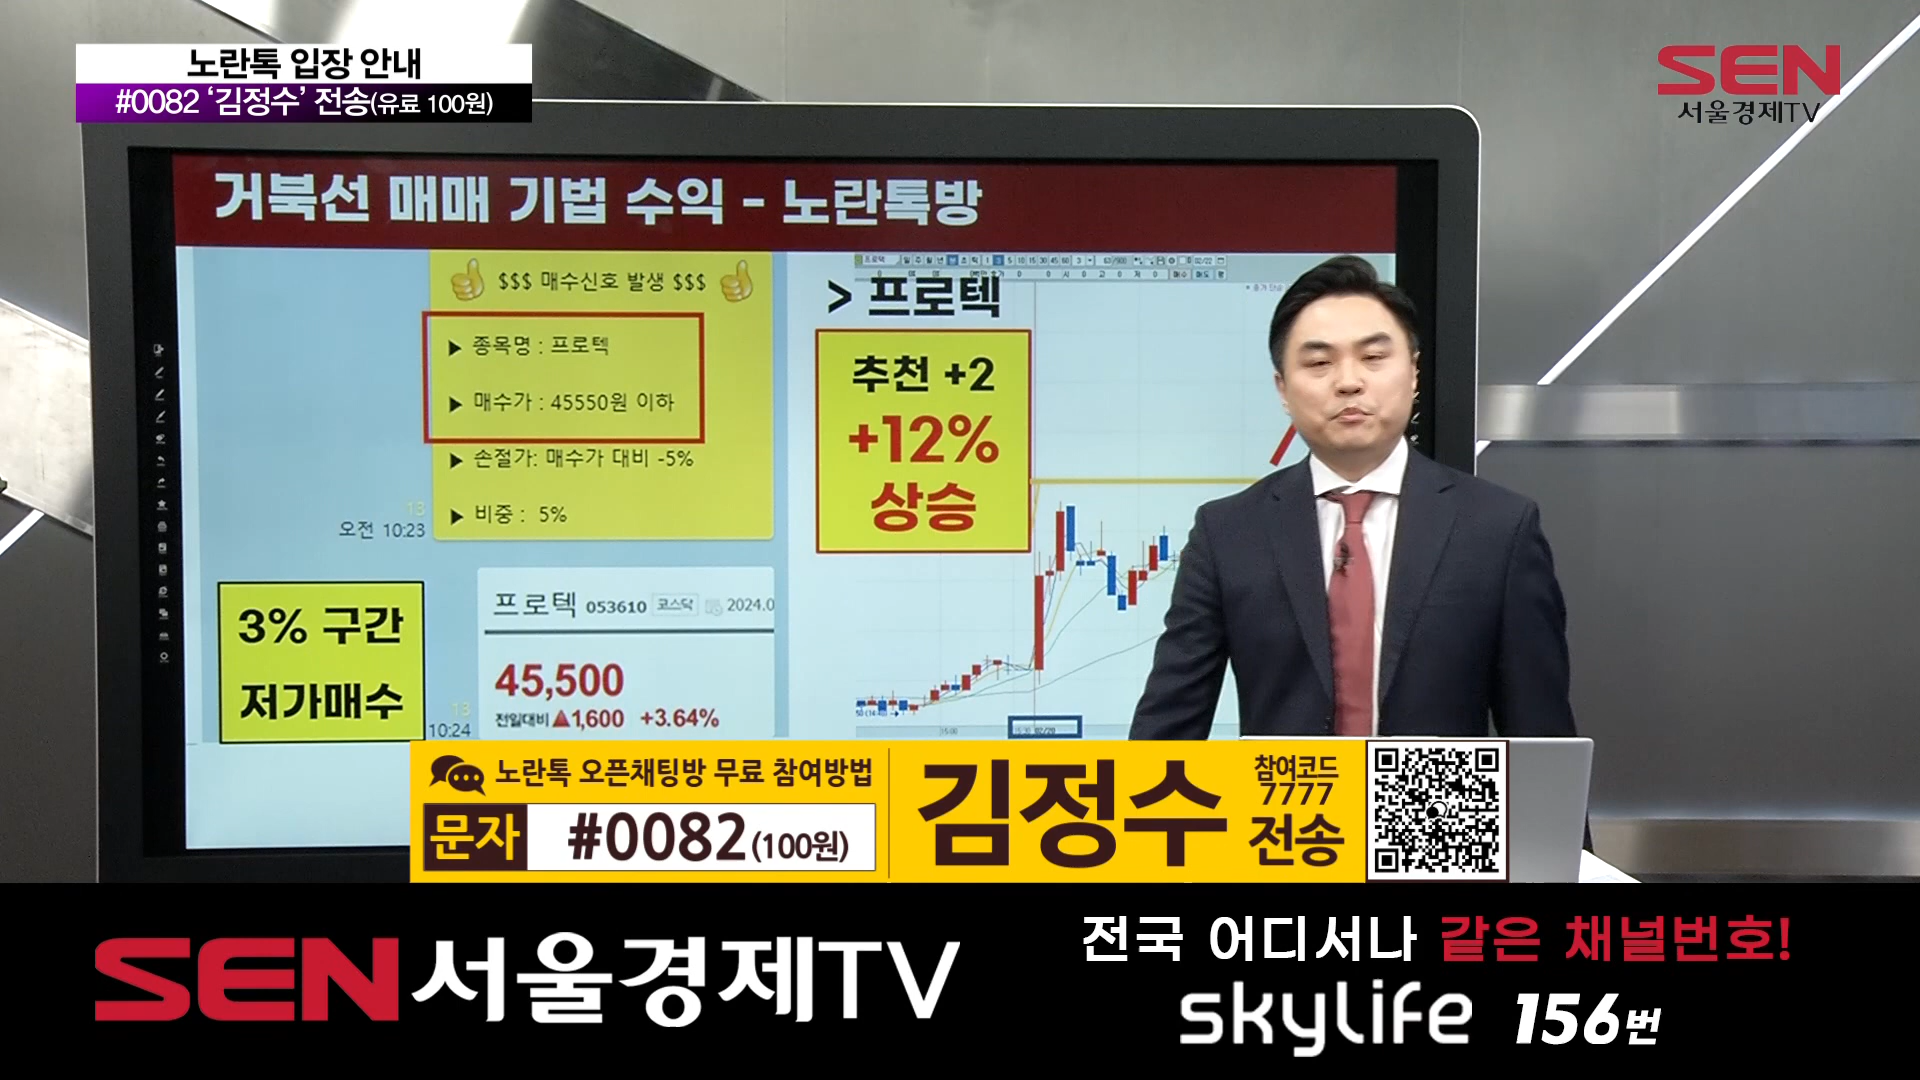 노란톡 입장 안내
#0082 ‘김정수’ 전송(유료 100원)
SEN
서울경제TV
거북선 매매 기법 수익 - 노란톡방
$$$ 매수신호 발생 $$$
▶ 종목명 : 프로텍
▶ 매수가 : 45550원 이하
▶ 손절가: 매수가 대비 -5%
▶ 비중 : 5%
13
오전 10:23
3% 구간
저가매수
13
10:24
프로텍 053610 코스닥 2024.0
45,500
전일대비 ▲1,600 +3.64%
> 프로텍
추천 +2
+12%
상승
노란톡 오픈채팅방 무료 참여방법
문자 #0082(100원)
김정수
참여코드
7777
전송
SEN 서울경제TV
전국 어디서나 같은 채널번호!
skylife 156번